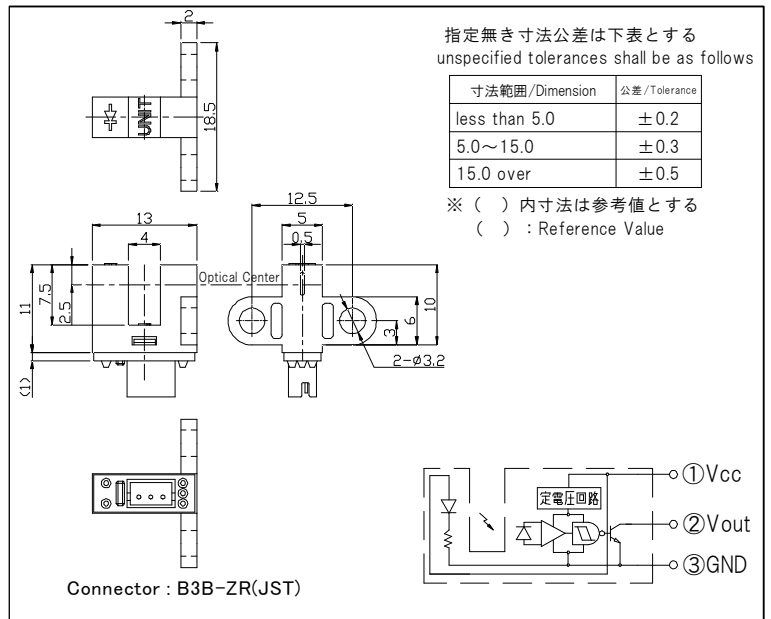 2
UNIT
18.5
指定無き寸法公差は下表とする
unspecified tolerances shall be as follows
寸法範囲/Dimension 公差/Tolerance
less than 5.0 ±0.2
5.0～15.0 ±0.3
15.0 over ±0.5
※（　）内寸法は参考値とする
（　）：Reference Value
13
4
Optical Center
11
7.5
2.5
(1)
12.5
5
0.5
3
6
10
2-ø3.2
Connector : B3B-ZR(JST)
定電圧回路
①Vcc
②Vout
③GND